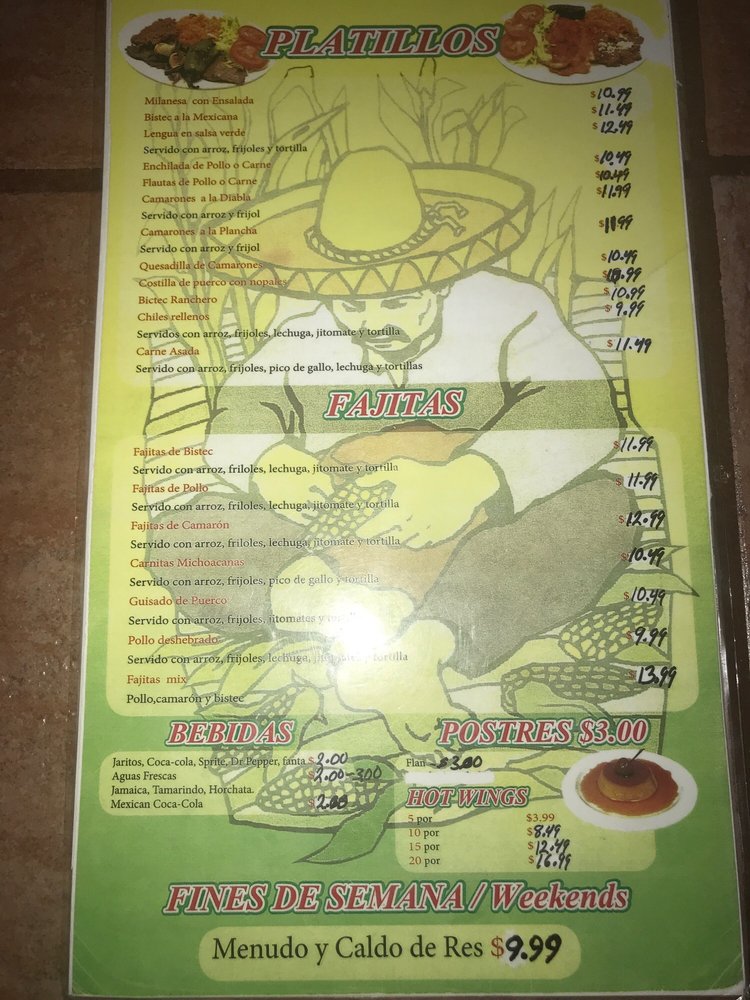 PLATILLOS
Milanesa con Ensalada $10.99
Bistec a la Mexicana $11.49
Lengua en salsa verde $12.49
Servido con arroz, frijoles y tortilla
Enchilada de Pollo o Carne $10.49
Flautas de Pollo o Carne $10.49
Camarones a la Diabla $11.99
Servido con arroz y frijol
Camarones a la Plancha $11.99
Servido con arroz y frijol
Quesadilla de Camarones $10.49
Costilla de puerco con nopales
Bictec Ranchero $10.99
Chiles rellenos $9.99
Servidos con arroz, frijoles, lechuga, jitomate y tortilla
Carne Asada $11.49
Servido con arroz, frijoles, pico de gallo, lechuga y tortillas
FAJITAS
Fajitas de Bistec $11.99
Servido con arroz, friloles, lechuga, jitomate y tortilla
Fajitas de Pollo $11.99
Servido con arroz, frijoles, lechuga, jitomate y tortilla
Fajitas de Camarón $12.99
Servido con arroz, friloles, lechuga, jitomate y tortilla
Carnitas Michoacanas $10.49
Servido con arroz, frijoles, pico de gallo y tortilla
Guisado de Puerco $10.49
Servido con arroz, frijoles, jitomates y
Pollo deshebrado $9.99
Servido con arroz, frijoles, lechuga, tortilla
Fajitas mix $13.99
Pollo,camarón y bistec
BEBIDAS
Jaritos, Coca-cola, Sprite, Dr Pepper, fanta $2.00
Aguas Frescas $2.00-300
Jamaica, Tamarindo, Horchata.
Mexican Coca-Cola $2.00
POSTRES $3.00
Flan $3.00
HOT WINGS
5 por $3.99
10 por $8.49
15 por $12.49
20 por $16.99
FINES DE SEMANA / Weekends
Menudo y Caldo de Res $9.99